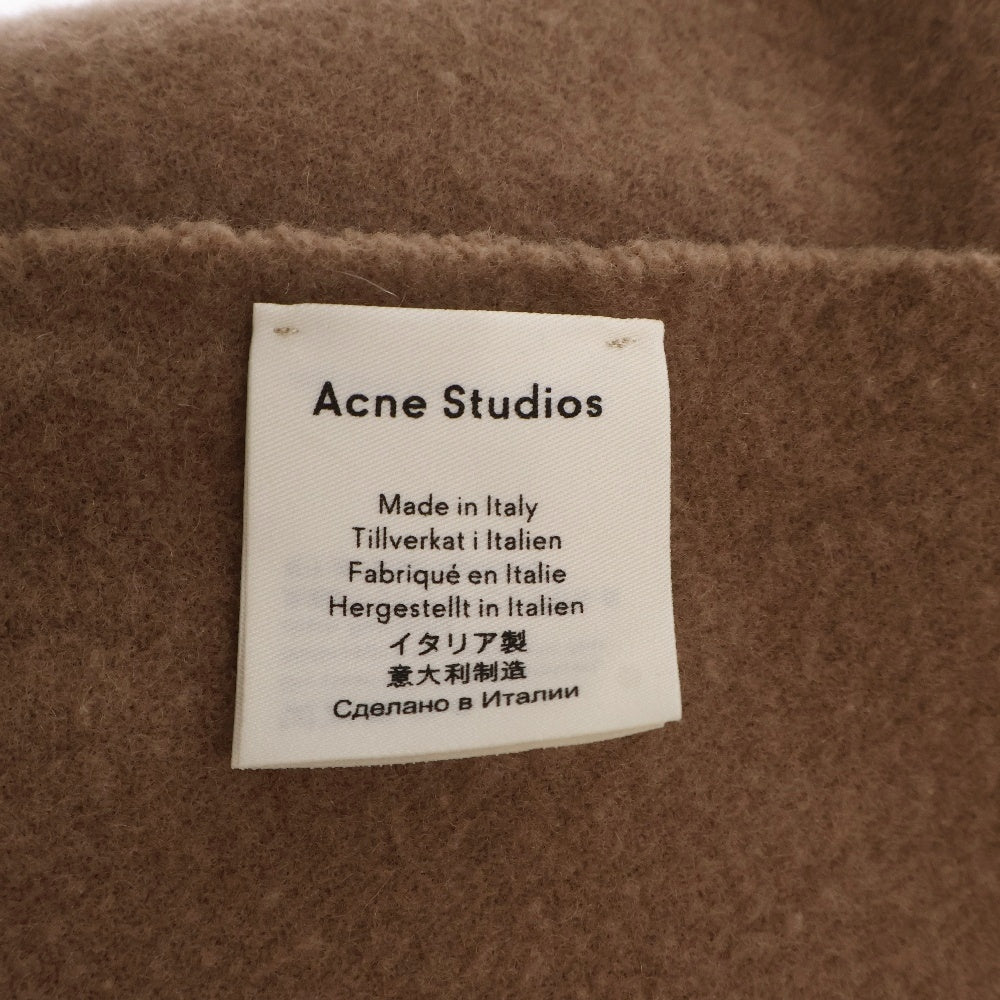 Acne Studios
Made in Italy
Tillverkat i Italien
Fabriqué en Italie
Hergestellt in Italien
イタリア製
意大利制造
Сделано в Италии